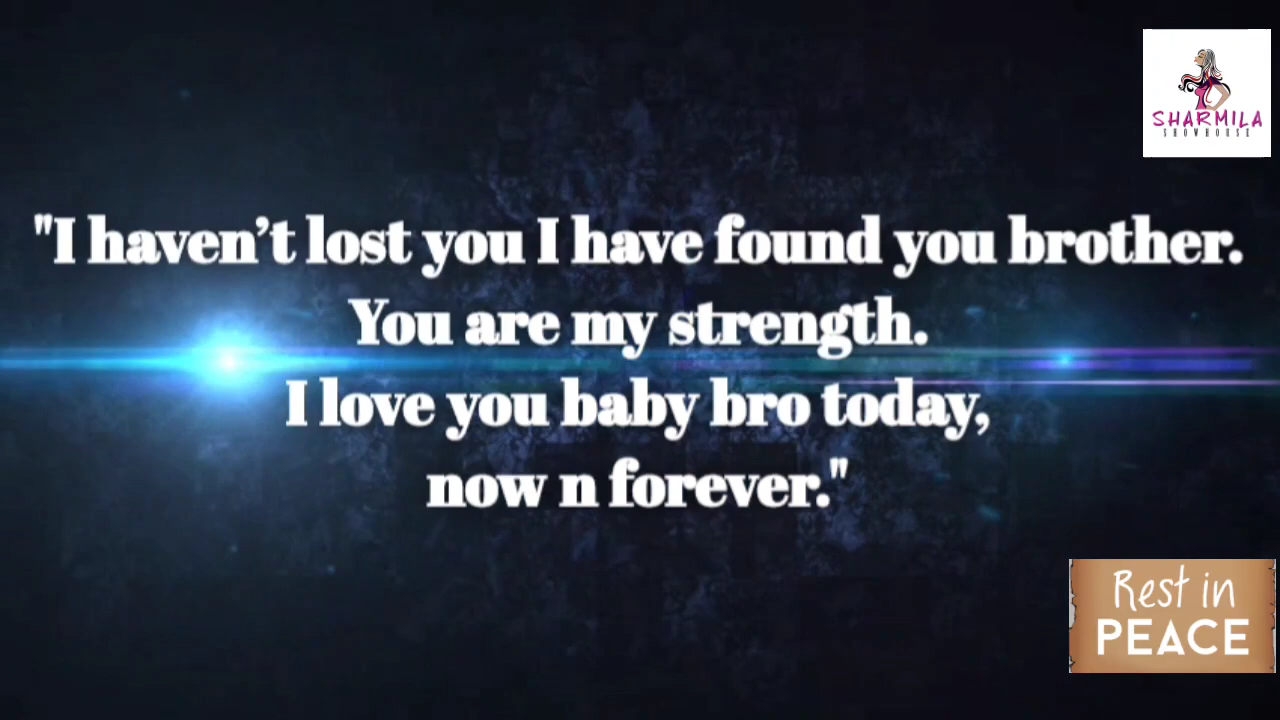 SHARMILA
SHOWHOUSE
"I haven’t lost you I have found you brother.
You are my strength.
I love you baby bro today,
now n forever."
Rest in
PEACE